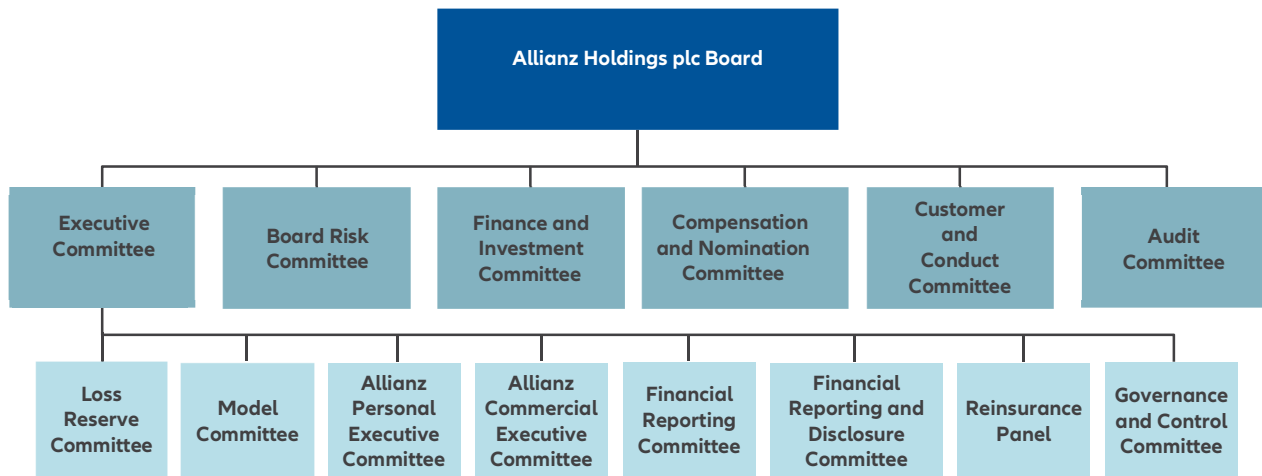 Allianz Holdings plc Board
Executive
Committee
Board Risk
Committee
Finance and
Investment
Committee
Compensation
and Nomination
Committee
Customer
and
Conduct
Committee
Audit
Committee
Loss
Reserve
Committee
Model
Committee
Allianz
Personal
Executive
Committee
Allianz
Commercial
Executive
Committee
Financial
Reporting
Committee
Financial
Reporting and
Disclosure
Committee
Reinsurance
Panel
Governance
and Control
Committee